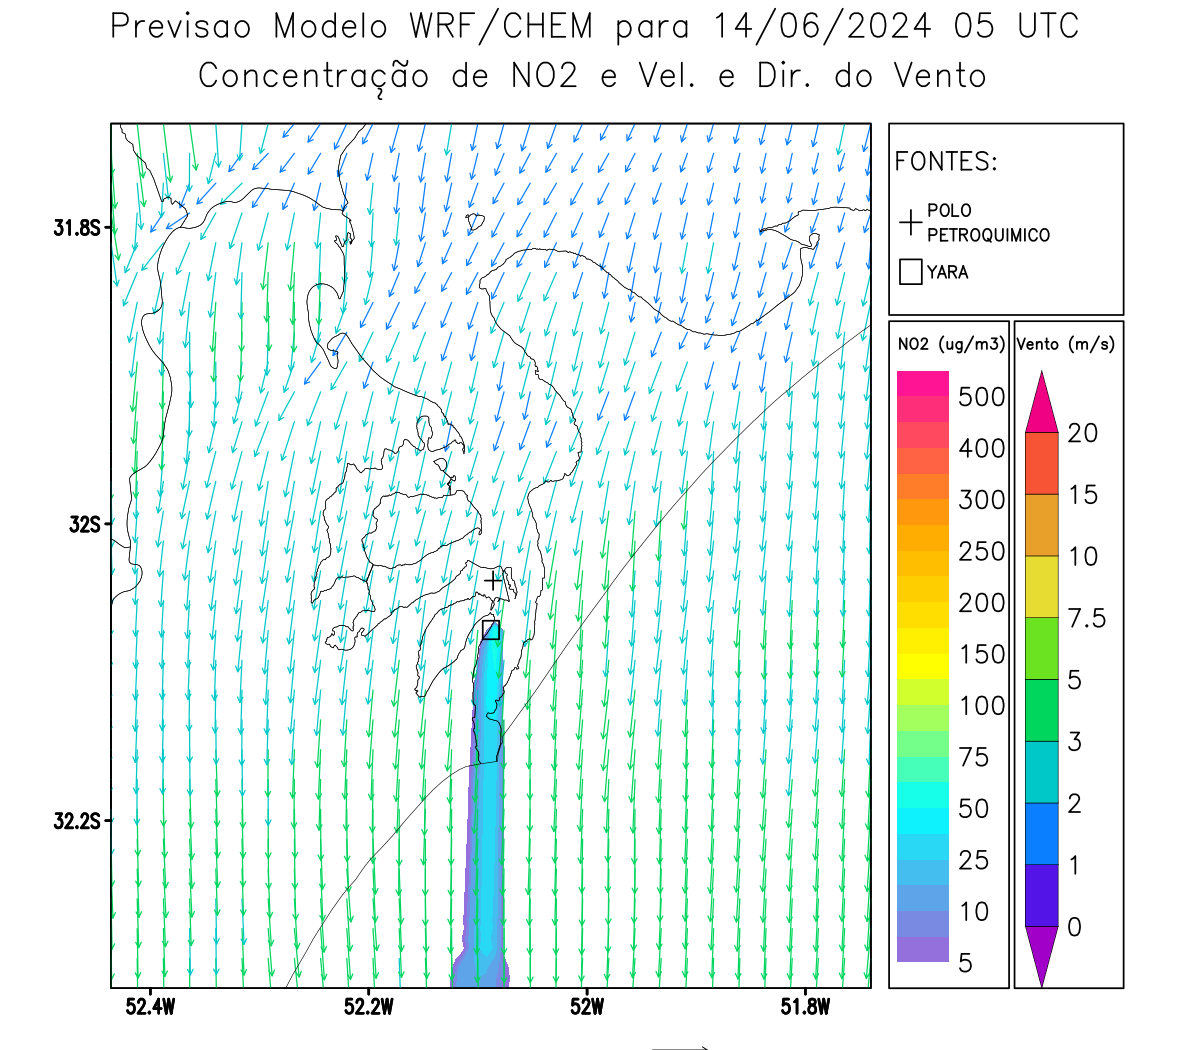 Previsao Modelo WRF/CHEM para 14/06/2024 05 UTC
Concentração de NO2 e Vel. e Dir. do Vento
FONTES:
POLO
PETROQUIMICO
YARA
NO2 (ug/m3)
500
400
300
250
200
150
100
75
50
25
10
5
Vento (m/s)
20
15
10
7.5
5
3
2
1
0
31.8S
32S
32.2S
52.4W
52.2W
52W
51.8W